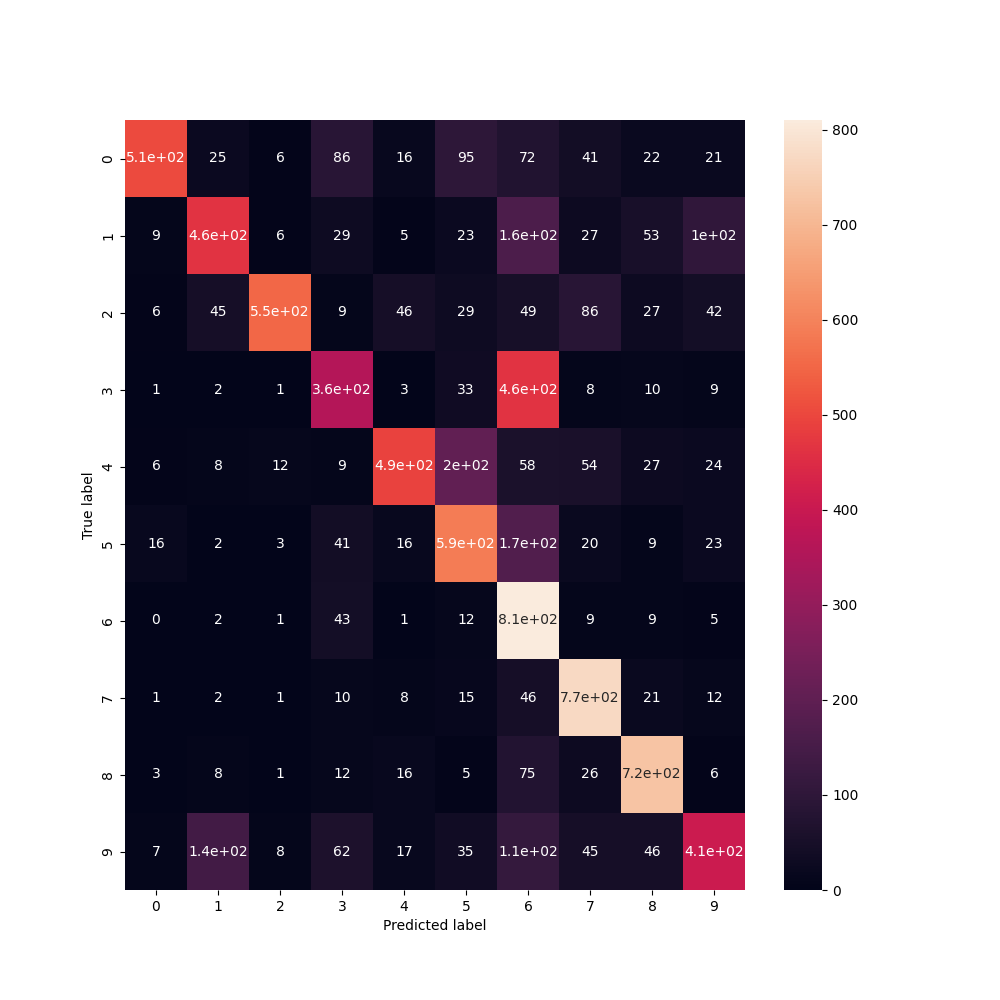 0 5.1e+02 25 6 86 16 95 72 41 22 21
1 9 4.6e+02 6 29 5 23 1.6e+02 27 53 1e+02
2 6 45 5.5e+02 9 46 29 49 86 27 42
3 1 2 1 3.6e+02 3 33 4.6e+02 8 10 9
4 6 8 12 9 4.9e+02 2e+02 58 54 27 24
5 16 2 3 41 16 5.9e+02 1.7e+02 20 9 23
6 0 2 1 43 1 12 8.1e+02 9 9 5
7 1 2 1 10 8 15 46 7.7e+02 21 12
8 3 8 1 12 16 5 75 26 7.2e+02 6
9 7 1.4e+02 8 62 17 35 1.1e+02 45 46 4.1e+02
0 1 2 3 4 5 6 7 8 9
Predicted label
True label
800
700
600
500
400
300
200
100
0